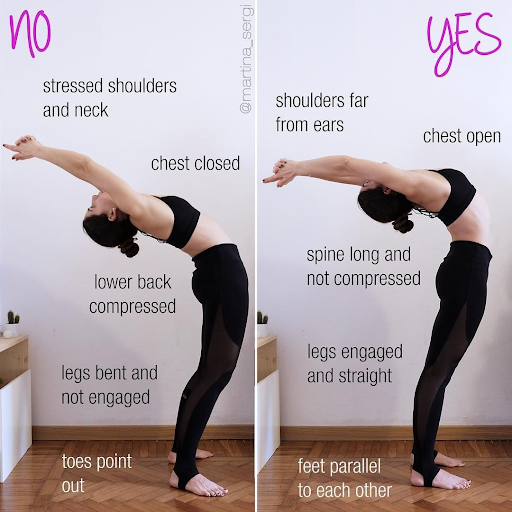 NO
stressed shoulders
and neck
chest closed
lower back
compressed
legs bent and
not engaged
toes point
out
@martina_sergi
YES
shoulders far
from ears
chest open
spine long and
not compressed
legs engaged
and straight
feet parallel
to each other